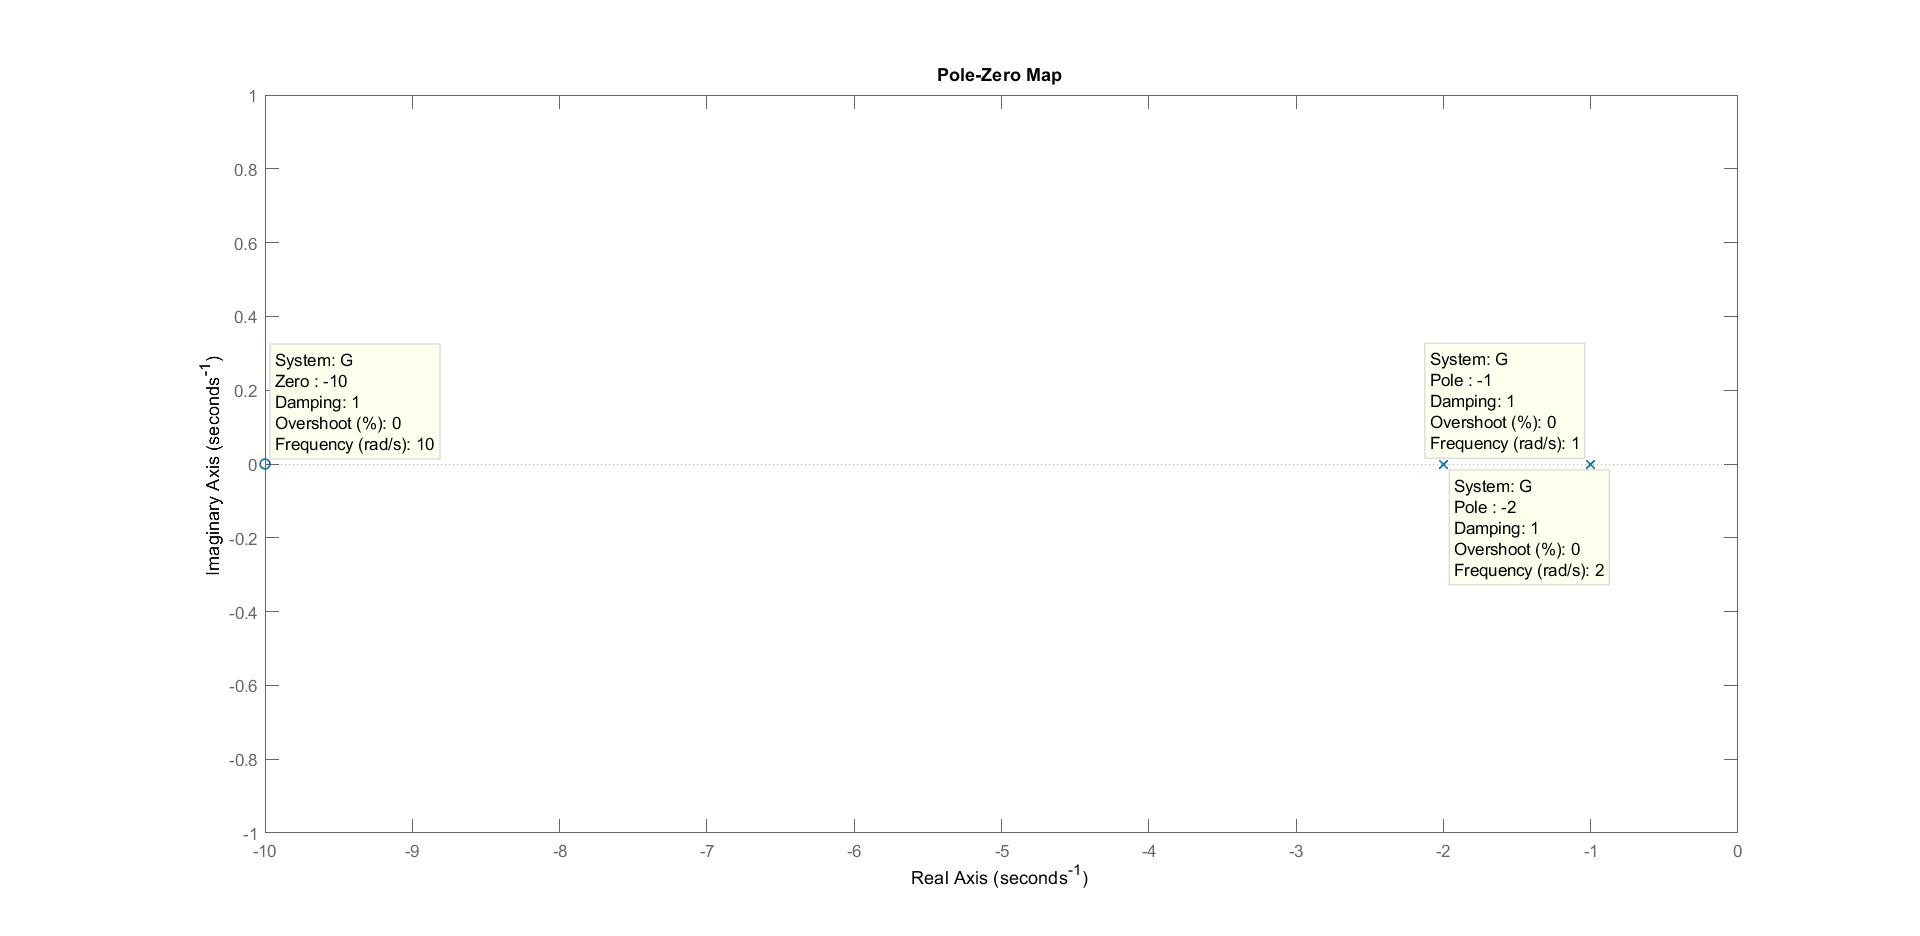 Pole-Zero Map
1
0.8
0.6
0.4
0.2
0
-0.2
-0.4
-0.6
-0.8
-1
Imaginary Axis (seconds-1)
System: G
Zero : -10
Damping: 1
Overshoot (%): 0
Frequency (rad/s): 10
System: G
Pole : -1
Damping: 1
Overshoot (%): 0
Frequency (rad/s): 1
System: G
Pole : -2
Damping: 1
Overshoot (%): 0
Frequency (rad/s): 2
-10 -9 -8 -7 -6 -5 -4 -3 -2 -1 0
Real Axis (seconds-1)